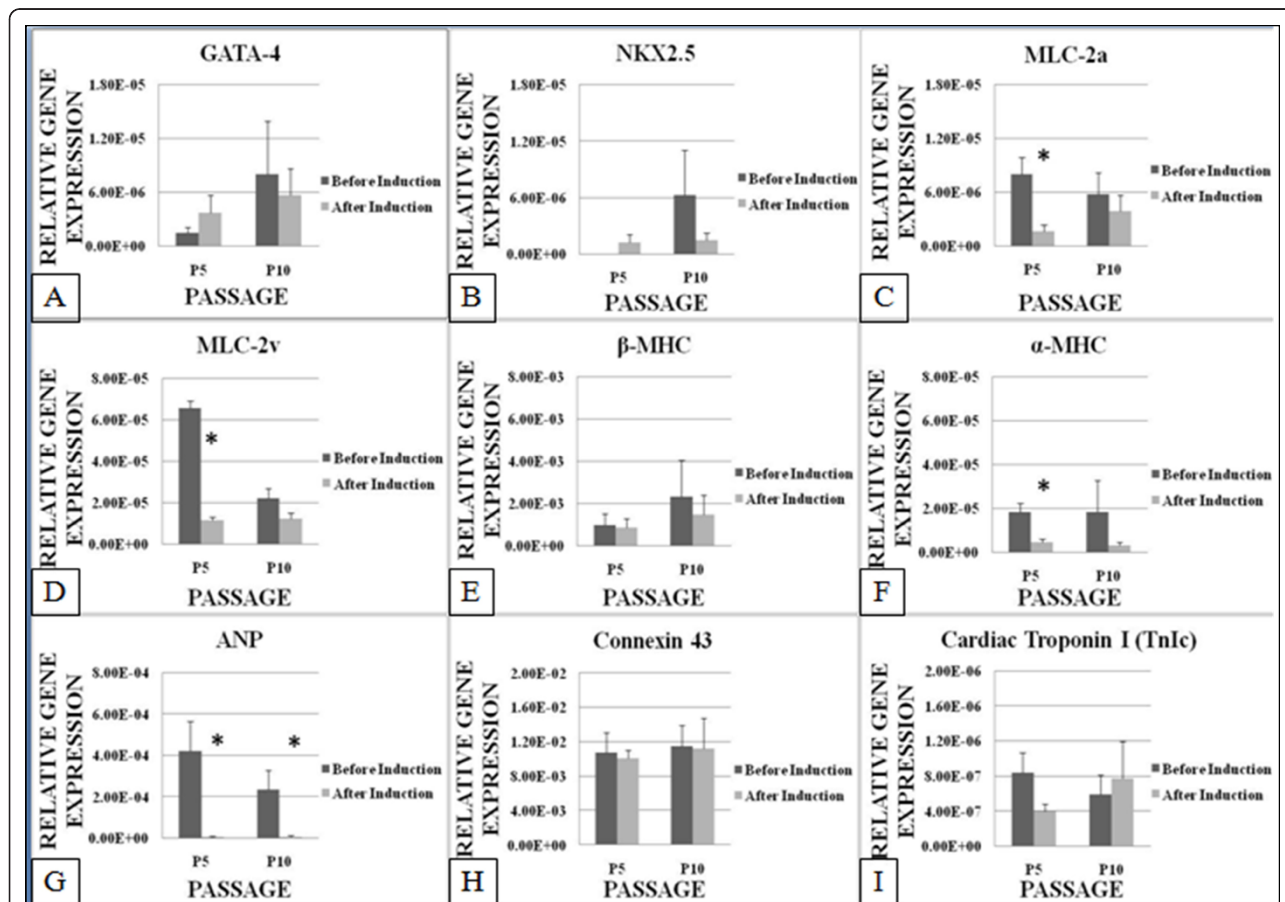 GATA-4
RELATIVE GENE
EXPRESSION
1.80E-05
1.20E-05
6.00E-06
0.00E+00
P5 P10
PASSAGE
Before Induction
After Induction
A
NKX2.5
RELATIVE GENE
EXPRESSION
1.80E-05
1.20E-05
6.00E-06
0.00E+00
P5 P10
PASSAGE
Before Induction
After Induction
B
MLC-2a
RELATIVE GENE
EXPRESSION
1.80E-05
1.20E-05
6.00E-06
0.00E+00
*
P5 P10
PASSAGE
Before Induction
After Induction
C
MLC-2v
RELATIVE GENE
EXPRESSION
8.00E-05
6.00E-05
4.00E-05
2.00E-05
0.00E+00
*
P5 P10
PASSAGE
Before Induction
After Induction
D
β-MHC
RELATIVE GENE
EXPRESSION
8.00E-03
6.00E-03
4.00E-03
2.00E-03
0.00E+00
P5 P10
PASSAGE
Before Induction
After Induction
E
α-MHC
RELATIVE GENE
EXPRESSION
8.00E-05
6.00E-05
4.00E-05
2.00E-05
0.00E+00
*
P5 P10
PASSAGE
Before Induction
After Induction
F
ANP
RELATIVE GENE
EXPRESSION
8.00E-04
6.00E-04
4.00E-04
2.00E-04
0.00E+00
* *
P5 P10
PASSAGE
Before Induction
After Induction
G
Connexin 43
RELATIVE GENE
EXPRESSION
2.00E-02
1.60E-02
1.20E-02
8.00E-03
4.00E-03
0.00E+00
P5 P10
PASSAGE
Before Induction
After Induction
H
Cardiac Troponin I (TnIc)
RELATIVE GENE
EXPRESSION
2.00E-06
1.60E-06
1.20E-06
8.00E-07
4.00E-07
0.00E+00
P5 P10
PASSAGE
Before Induction
After Induction
I